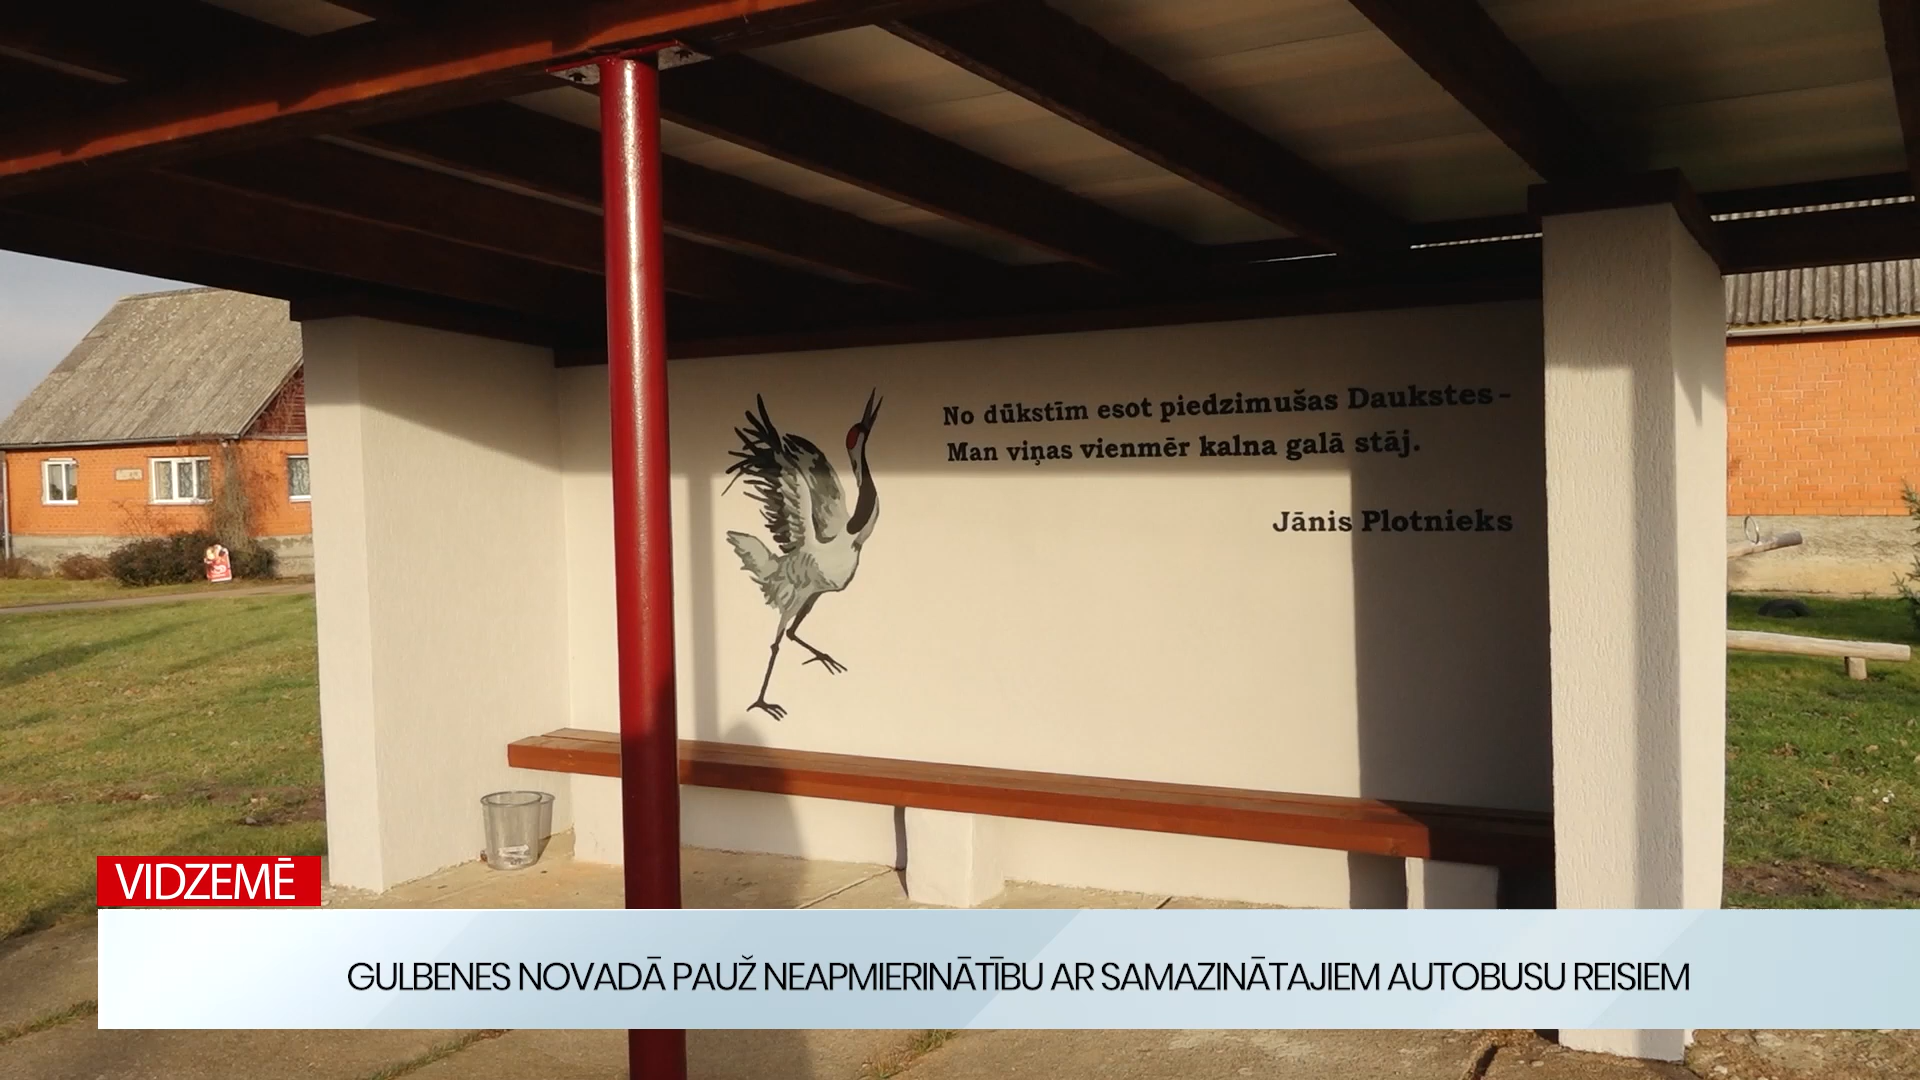 No dūkstīm esot piedzimušas Daukstes-
Man viņas vienmēr kalna galā stāj.
Jānis Plotnieks
VIDZEMĒ
GULBENES NOVADĀ PAUŽ NEAPMIERINĀTĪBU AR SAMAZINĀTAJIEM AUTOBUSU REISIEM